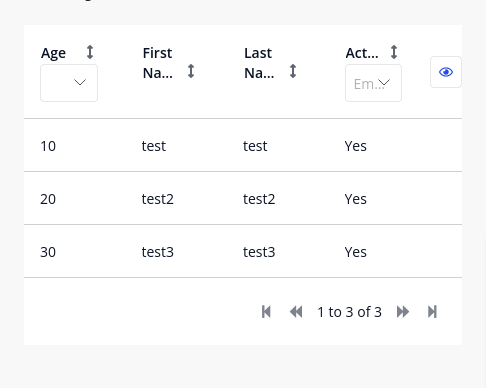 Age First Last Act...
Na... Na...
Em...
10 test test Yes
20 test2 test2 Yes
30 test3 test3 Yes
1 to 3 of 3